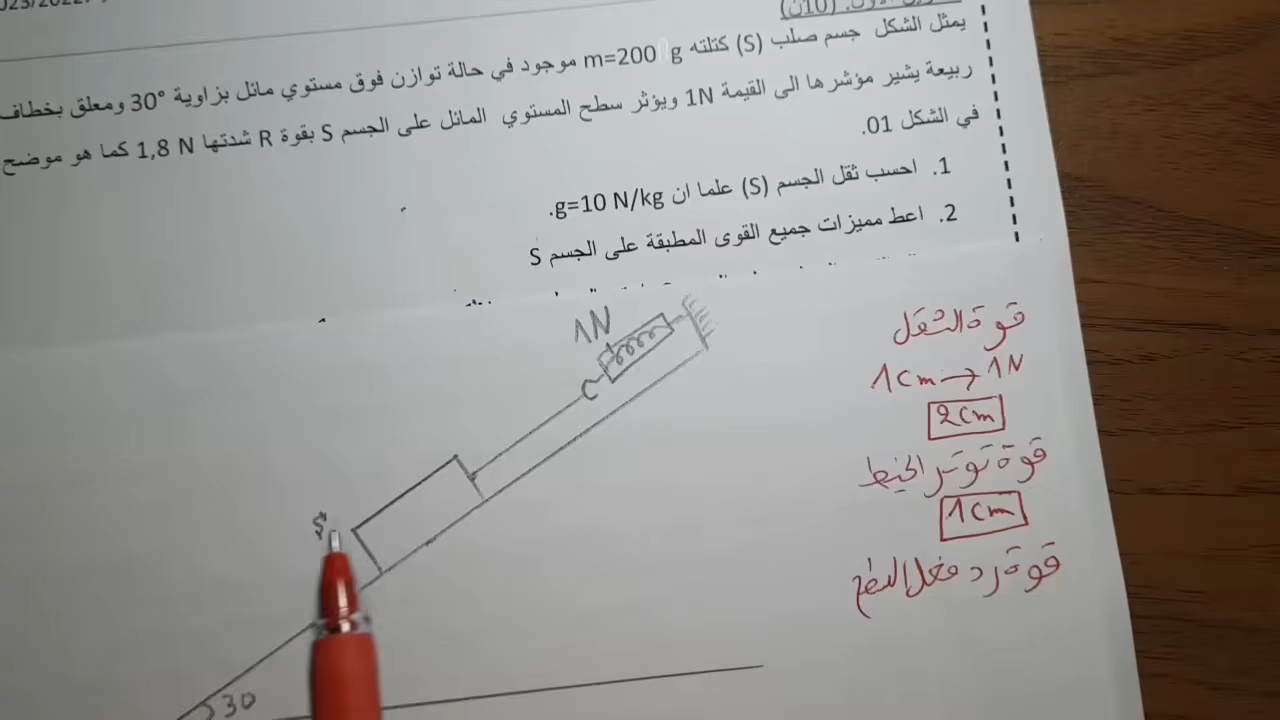 2023/2022
(10ن)
يمثل الشكل جسم صلب (S) كتلته m=200 g موجود في حالة توازن فوق مستوي مائل بزاوية 30° ومعلق بخطاف
ربيعة يشير مؤشرها الى القيمة 1N ويؤثر سطح المستوي المائل على الجسم S بقوة R شدتها 1,8 N كما هو موضح
في الشكل 01.
1. احسب ثقل الجسم (S) علما ان g=10 N/kg.
2. اعط مميزات جميع القوى المطبقة على الجسم S
1N
S
30
قوة الثقل
1cm → 1N
2cm
قوة توتر الخيط
1cm
قوة رد فعل السطح